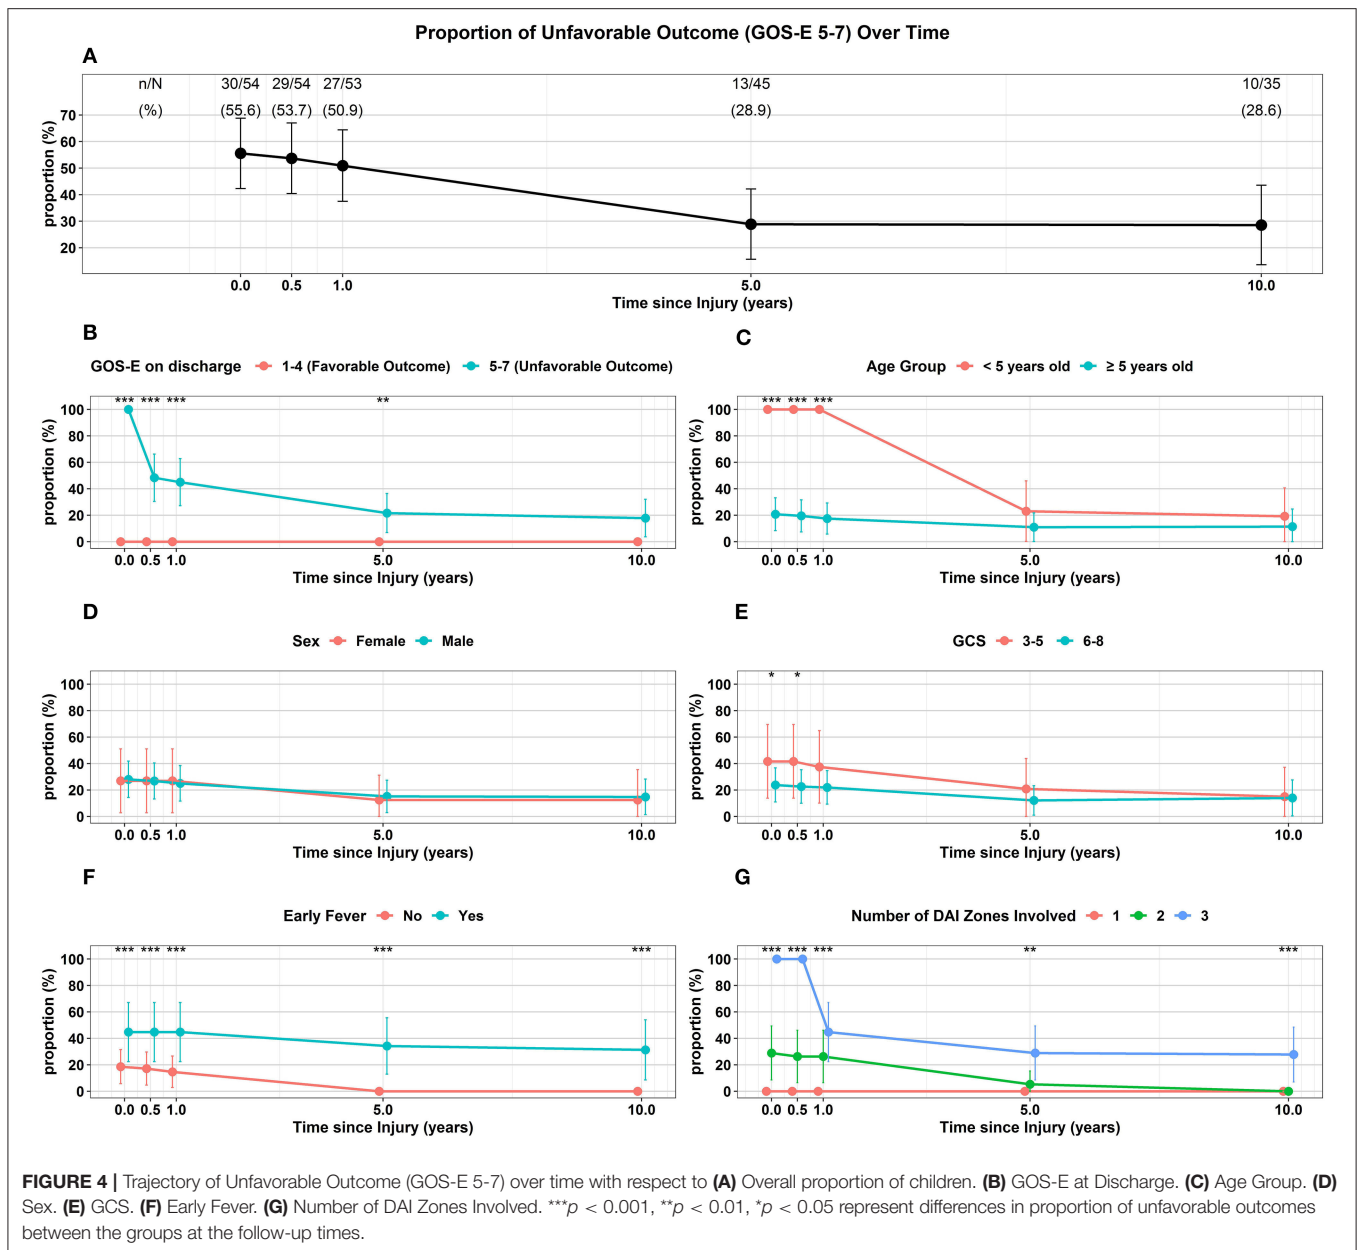 Proportion of Unfavorable Outcome (GOS-E 5-7) Over Time
A
n/N 30/54 29/54 27/53 13/45 10/35
(%) (55.6) (53.7) (50.9) (28.9) (28.6)
proportion (%)
70
60
50
40
30
20
0.0 0.5 1.0 5.0 10.0
Time since Injury (years)
B
GOS-E on discharge 1-4 (Favorable Outcome) 5-7 (Unfavorable Outcome)
*** *** *** **
proportion (%)
100
80
60
40
20
0
0.0 0.5 1.0 5.0 10.0
Time since Injury (years)
C
Age Group < 5 years old ≥ 5 years old
*** *** ***
proportion (%)
100
80
60
40
20
0
0.0 0.5 1.0 5.0 10.0
Time since Injury (years)
D
Sex Female Male
proportion (%)
100
80
60
40
20
0
0.0 0.5 1.0 5.0 10.0
Time since Injury (years)
E
GCS 3-5 6-8
* *
proportion (%)
100
80
60
40
20
0
0.0 0.5 1.0 5.0 10.0
Time since Injury (years)
F
Early Fever No Yes
*** *** *** *** ***
proportion (%)
100
80
60
40
20
0
0.0 0.5 1.0 5.0 10.0
Time since Injury (years)
G
Number of DAI Zones Involved 1 2 3
*** *** *** ** ***
proportion (%)
100
80
60
40
20
0
0.0 0.5 1.0 5.0 10.0
Time since Injury (years)
FIGURE 4 | Trajectory of Unfavorable Outcome (GOS-E 5-7) over time with respect to (A) Overall proportion of children. (B) GOS-E at Discharge. (C) Age Group. (D)
Sex. (E) GCS. (F) Early Fever. (G) Number of DAI Zones Involved. ***p < 0.001, **p < 0.01, *p < 0.05 represent differences in proportion of unfavorable outcomes
between the groups at the follow-up times.